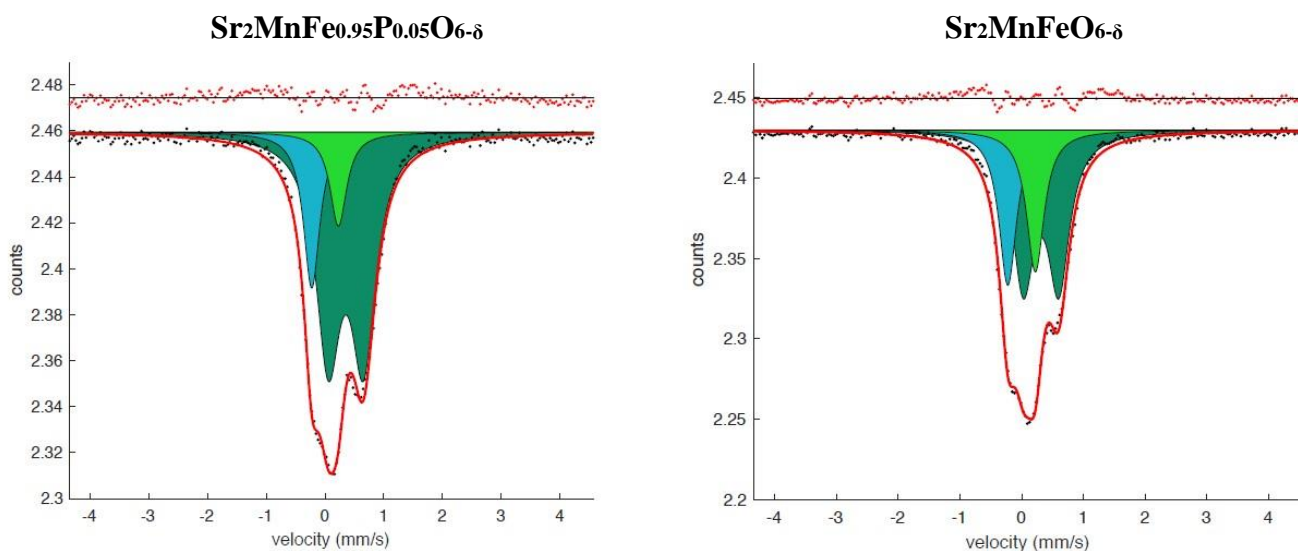 Sr₂MnFe₀.₉₅P₀.₀₅O₆₋δ
2.48
2.46
2.44
2.42
2.4
2.38
2.36
2.34
2.32
2.3
counts
-4 -3 -2 -1 0 1 2 3 4
velocity (mm/s)
Sr₂MnFeO₆₋δ
2.45
2.4
2.35
2.3
2.25
2.2
counts
-4 -3 -2 -1 0 1 2 3 4
velocity (mm/s)